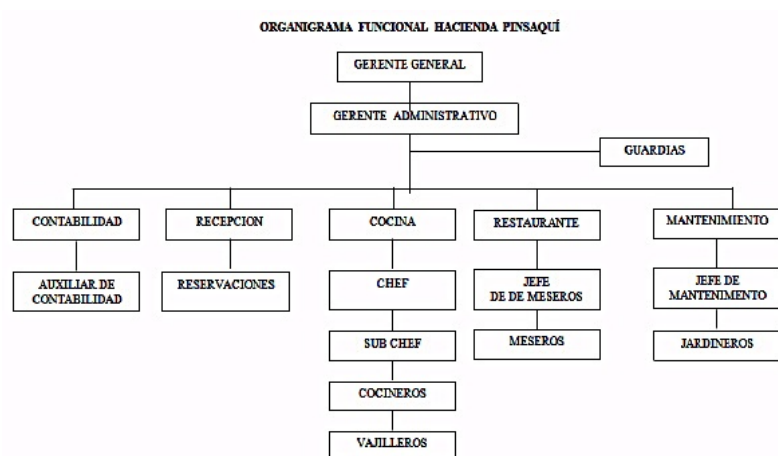 ORGANIGRAMA FUNCIONAL HACIENDA PINSAQUÍ
GERENTE GENERAL
GERENTE ADMINISTRATIVO
GUARDIAS
CONTABILIDAD
RECEPCION
COCINA
RESTAURANTE
MANTENIMIENTO
AUXILIAR DE
CONTABILIDAD
RESERVACIONES
CHEF
JEFE
DE DE MESEROS
JEFE DE
MANTENIMENTO
SUB CHEF
MESEROS
JARDINEROS
COCINEROS
VAJILLEROS